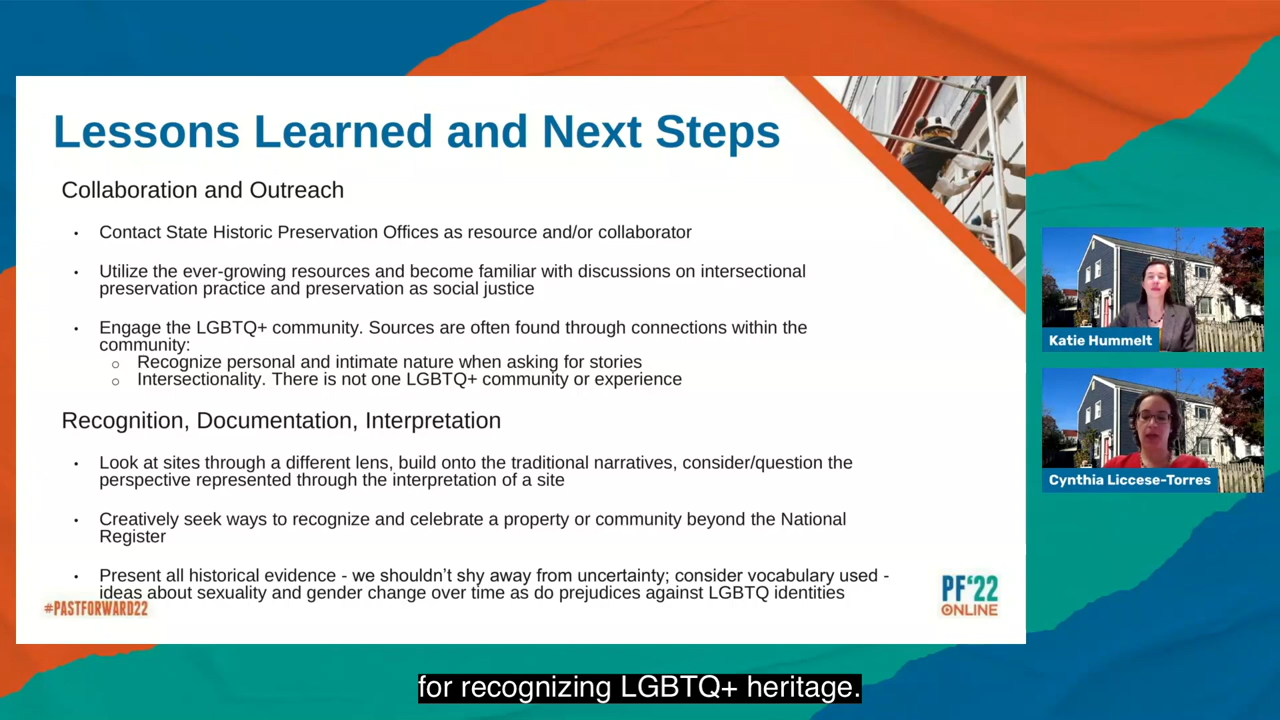 Lessons Learned and Next Steps
Collaboration and Outreach
• Contact State Historic Preservation Offices as resource and/or collaborator
• Utilize the ever-growing resources and become familiar with discussions on intersectional
preservation practice and preservation as social justice
• Engage the LGBTQ+ community. Sources are often found through connections within the
community:
o Recognize personal and intimate nature when asking for stories
o Intersectionality. There is not one LGBTQ+ community or experience
Recognition, Documentation, Interpretation
• Look at sites through a different lens, build onto the traditional narratives, consider/question the
perspective represented through the interpretation of a site
• Creatively seek ways to recognize and celebrate a property or community beyond the National
Register
• Present all historical evidence - we shouldn't shy away from uncertainty; consider vocabulary used -
ideas about sexuality and gender change over time as do prejudices against LGBTQ identities
#PASTFORWARD22
PF'22
ONLINE
Katie Hummelt
Cynthia Liccese-Torres
for recognizing LGBTQ+ heritage.